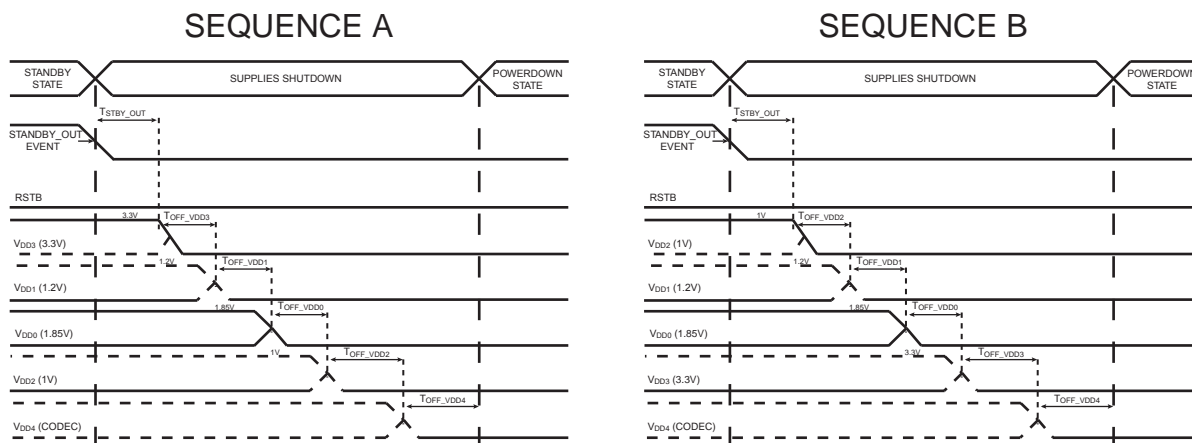 SEQUENCE A
STANDBY
STATE
SUPPLIES SHUTDOWN
POWERDOWN
STATE
TSTBY_OUT
STANDBY_OUT
EVENT
RSTB
3.3V
TOFF_VDD3
VDD3 (3.3V)
1.2V
TOFF_VDD1
VDD1 (1.2V)
1.85V
TOFF_VDD0
VDD0 (1.85V)
1V
TOFF_VDD2
VDD2 (1V)
TOFF_VDD4
VDD4 (CODEC)
SEQUENCE B
STANDBY
STATE
SUPPLIES SHUTDOWN
POWERDOWN
STATE
TSTBY_OUT
STANDBY_OUT
EVENT
RSTB
1V
TOFF_VDD2
VDD2 (1V)
1.2V
TOFF_VDD1
VDD1 (1.2V)
1.85V
TOFF_VDD0
VDD0 (1.85V)
3.3V
TOFF_VDD3
VDD3 (3.3V)
TOFF_VDD4
VDD4 (CODEC)